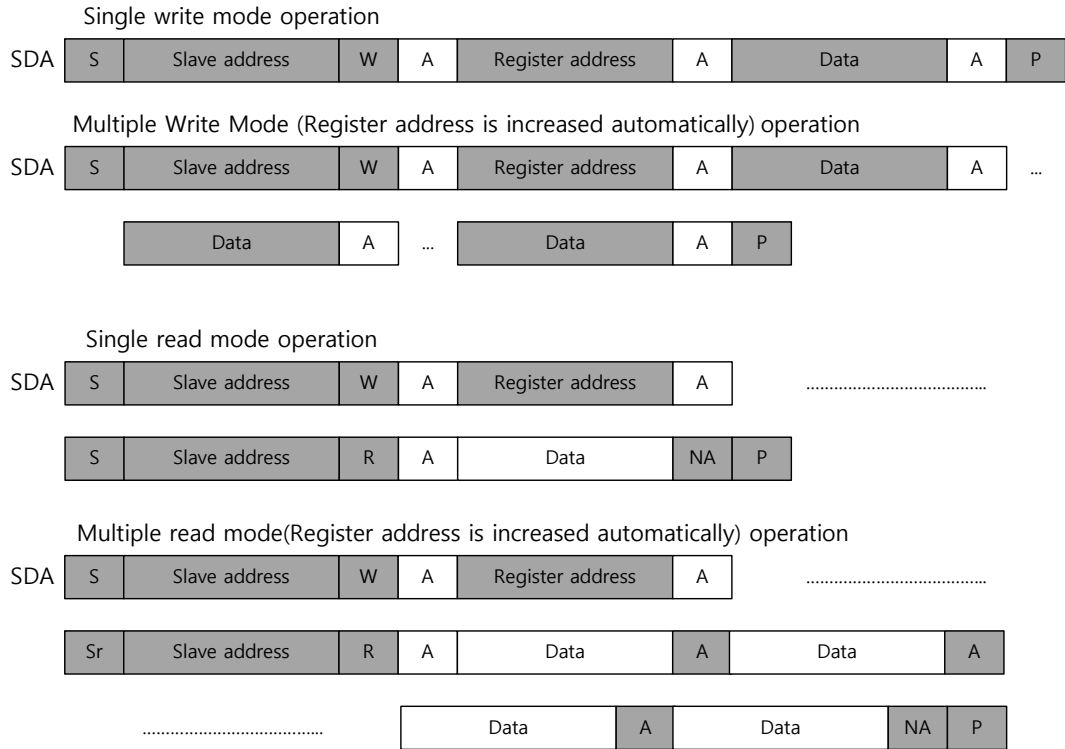 Single write mode operation
SDA S Slave address W A Register address A Data A P
Multiple Write Mode (Register address is increased automatically) operation
SDA S Slave address W A Register address A Data A ...
Data A ... Data A P
Single read mode operation
SDA S Slave address W A Register address A ......................................
S Slave address R A Data NA P
Multiple read mode(Register address is increased automatically) operation
SDA S Slave address W A Register address A ......................................
Sr Slave address R A Data A Data A
...................................... Data A Data NA P